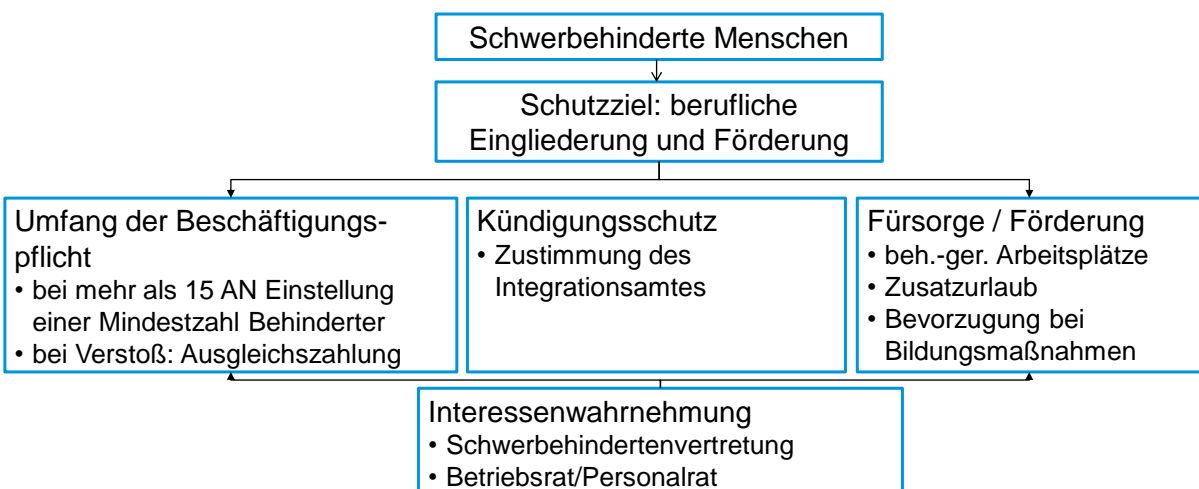 Schwerbehinderte Menschen
Schutzziel: berufliche
Eingliederung und Förderung
Umfang der Beschäftigungs-
pflicht
• bei mehr als 15 AN Einstellung
einer Mindestzahl Behinderter
• bei Verstoß: Ausgleichszahlung
Kündigungsschutz
• Zustimmung des
Integrationsamtes
Fürsorge / Förderung
• beh.-ger. Arbeitsplätze
• Zusatzurlaub
• Bevorzugung bei
Bildungsmaßnahmen
Interessenwahrnehmung
• Schwerbehindertenvertretung
• Betriebsrat/Personalrat